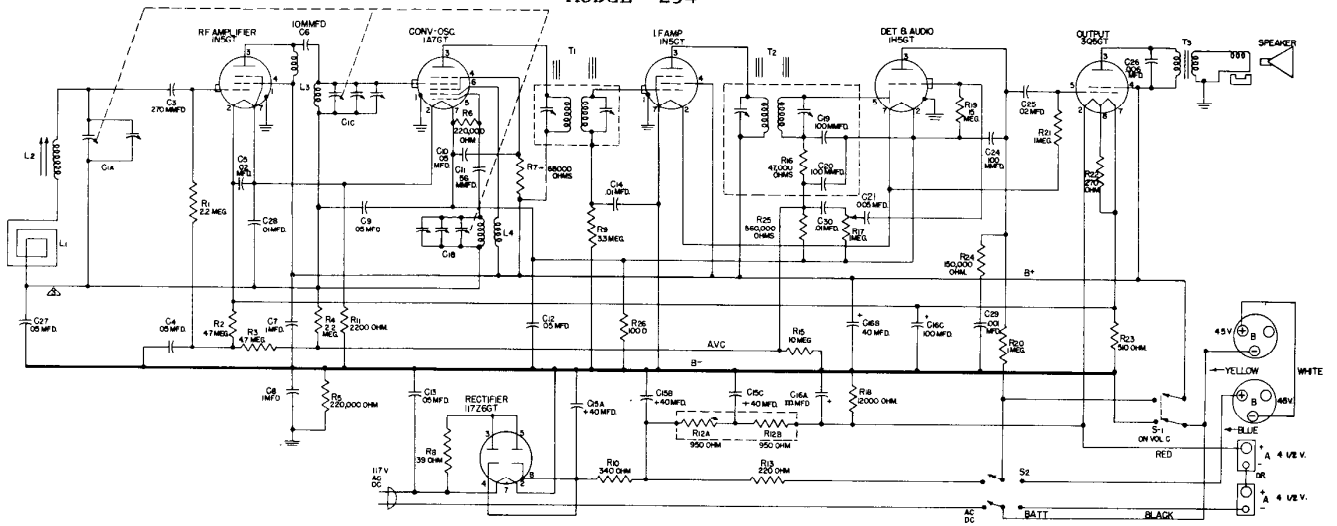 MODEL 254
RF AMPLIFIER
1N5GT
10MMFD
C6
CONV-OSC
1A7GT
T1
I.F AMP
1N5GT
T2
DET & AUDIO
1H5GT
OUTPUT
3Q5GT
T3
SPEAKER
C26
.002
MFD
C3
270 MMFD
L3
C1C
R6
220,000
OHM
C10
.05
MFD
C11
56
MMFD
R7-
68000
OHMS
C19
100MMFD
R19
15
MEG.
C25
.02 MFD
R21
1MEG.
L2
C1A
C5
.02
MFD
R1
2.2 MEG.
C28
.01 MFD
C9
.05 MFD
C1B
L4
C14
.01 MFD
R9
3.3 MEG.
R16
47,000
OHMS
C20
100 MMFD.
C24
100
MMFD.
C21
.005 MFD.
R25
560,000
OHMS
C30
.01MFD.
R17
1MEG.
R22
270
OHM
L1
R24
150,000
OHM.
B+
C27
.05 MFD.
C4
.05 MFD.
R2
4.7 MEG.
R3
4.7 MEG.
C7
.1MFD
R4
2.2
MEG.
R11
2200 OHM.
C12
.05 MFD
R26
100 Ω
C16B
40 MFD.
C16C
100 MFD.
C29
.001
MFD.
R20
1 MEG.
R23
510 OHM.
45V.
B
WHITE
A.V.C
R15
10 MEG
B-
YELLOW
45V.
B
BLUE
C8
.1MFD
R5
220,000 OHM
C13
.05 MFD
RECTIFIER
117Z6GT
C15A
+ 40 MFD.
C15B
+ 40 MFD.
C15C
+ 40 MFD.
C16A
R18
12000 OHM.
S-1
ON VOL C
RED
R12A
950 OHM
R12B
950 OHM
R8
39 OHM
R10
340 OHM
R13
220 OHM
S2
117 V
AC
DC
A 4 1/2 V.
OR
A 4 1/2 V.
AC
DC
BATT
BLACK